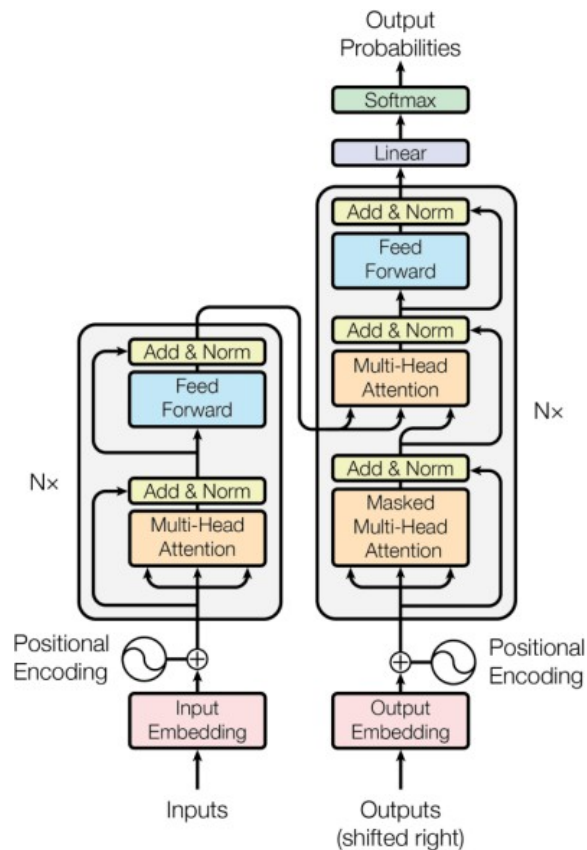 Output
Probabilities
Softmax
Linear
Add & Norm
Feed
Forward
Add & Norm
Multi-Head
Attention
N×
Add & Norm
Masked
Multi-Head
Attention
Add & Norm
Feed
Forward
N×
Add & Norm
Multi-Head
Attention
Positional
Encoding
Input
Embedding
Inputs
Positional
Encoding
Output
Embedding
Outputs
(shifted right)